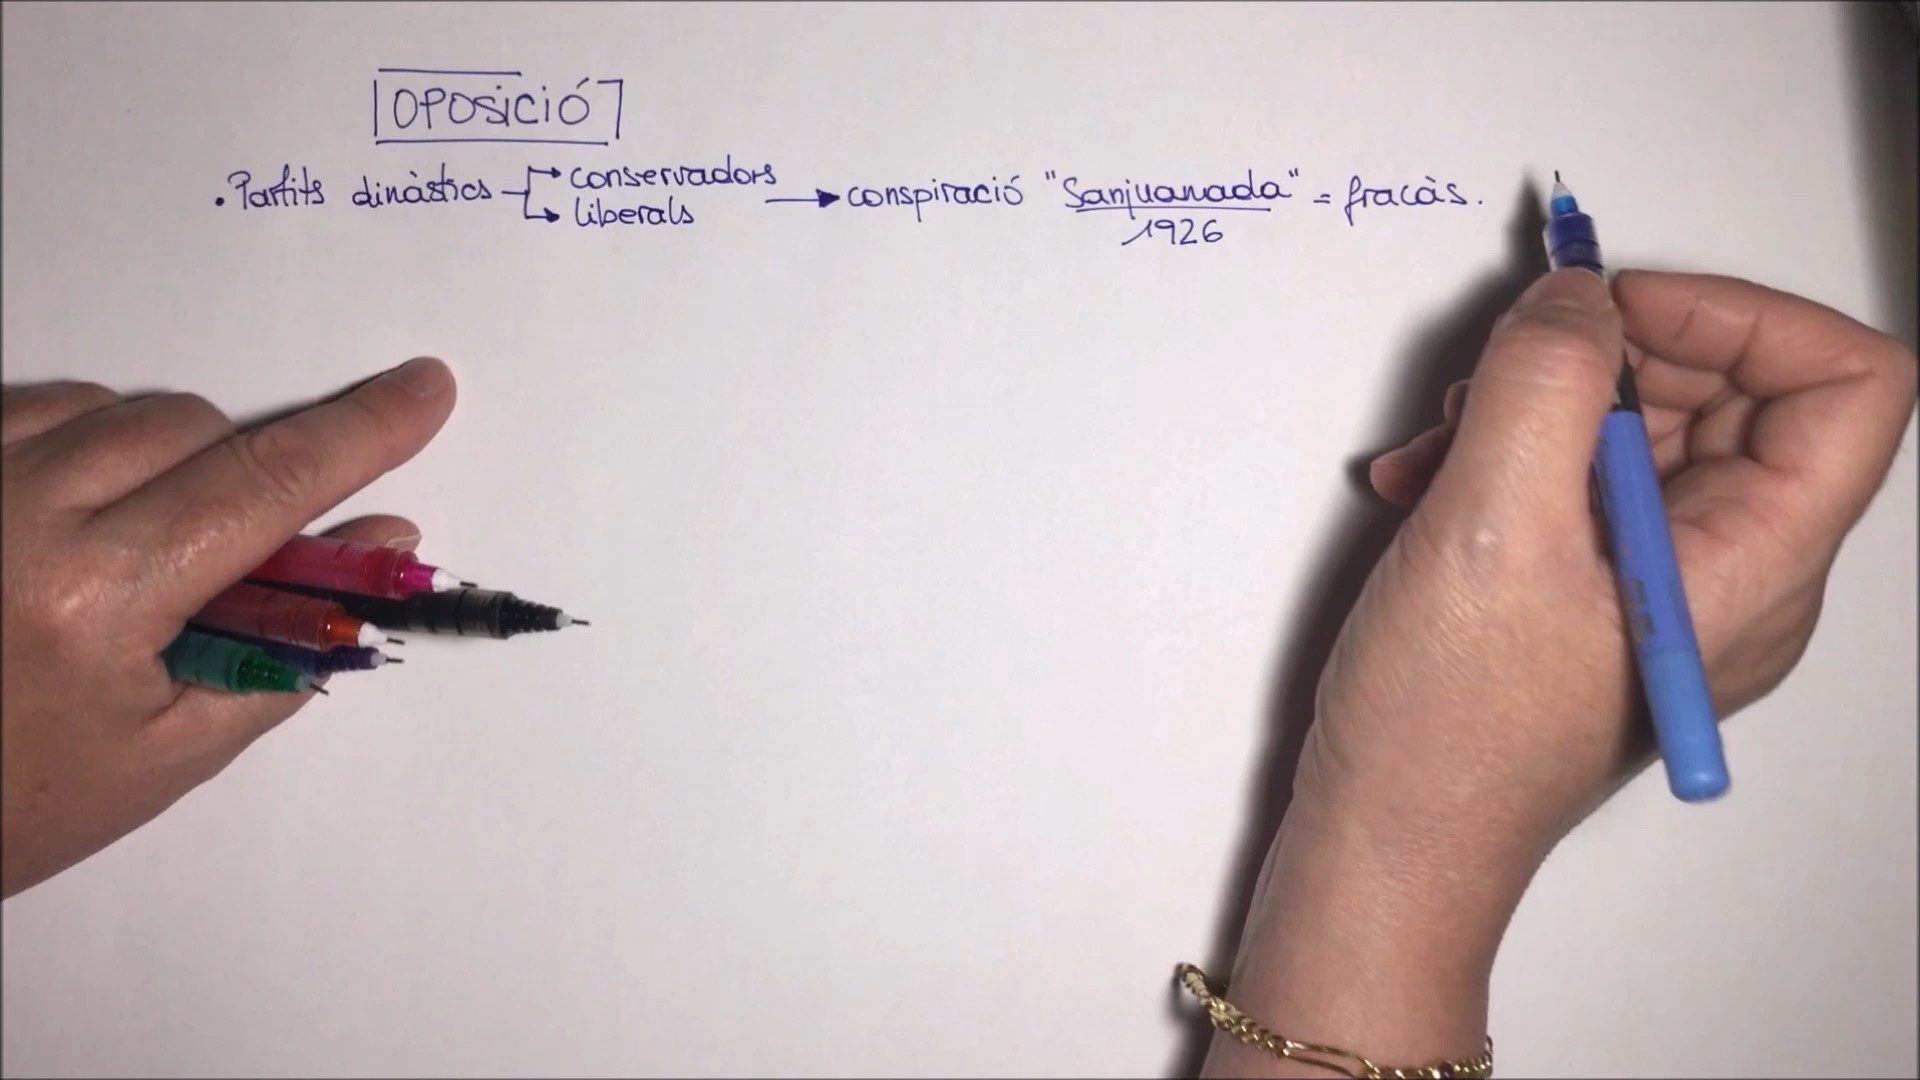 OPOSICIÓ
· Partits dinàstics → conservadors → conspiració "Sanjuanada" = fracàs.
→ liberals
1926